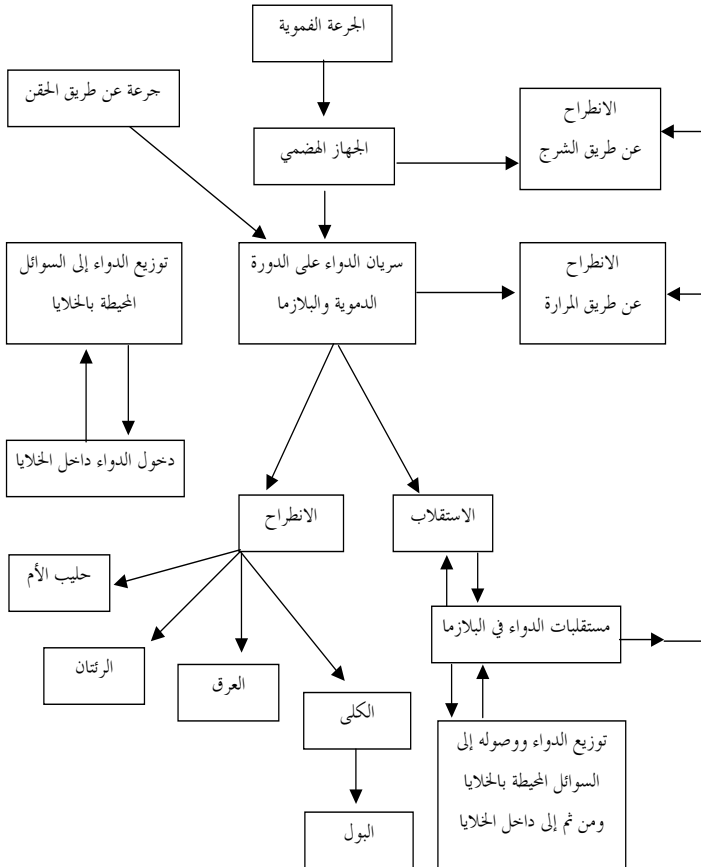 الجرعة الفموية
جرعة عن طريق الحقن
الانطراح
عن طريق الشرج
الجهاز الهضمي
توزيع الدواء إلى السوائل
المحيطة بالخلايا
سريان الدواء على الدورة
الدموية والبلازما
الانطراح
عن طريق المرارة
دخول الدواء داخل الخلايا
الانطراح
الاستقلاب
حليب الأم
مستقلبات الدواء في البلازما
الرئتان
العرق
الكلى
توزيع الدواء ووصوله إلى
السوائل المحيطة بالخلايا
ومن ثم إلى داخل الخلايا
البول